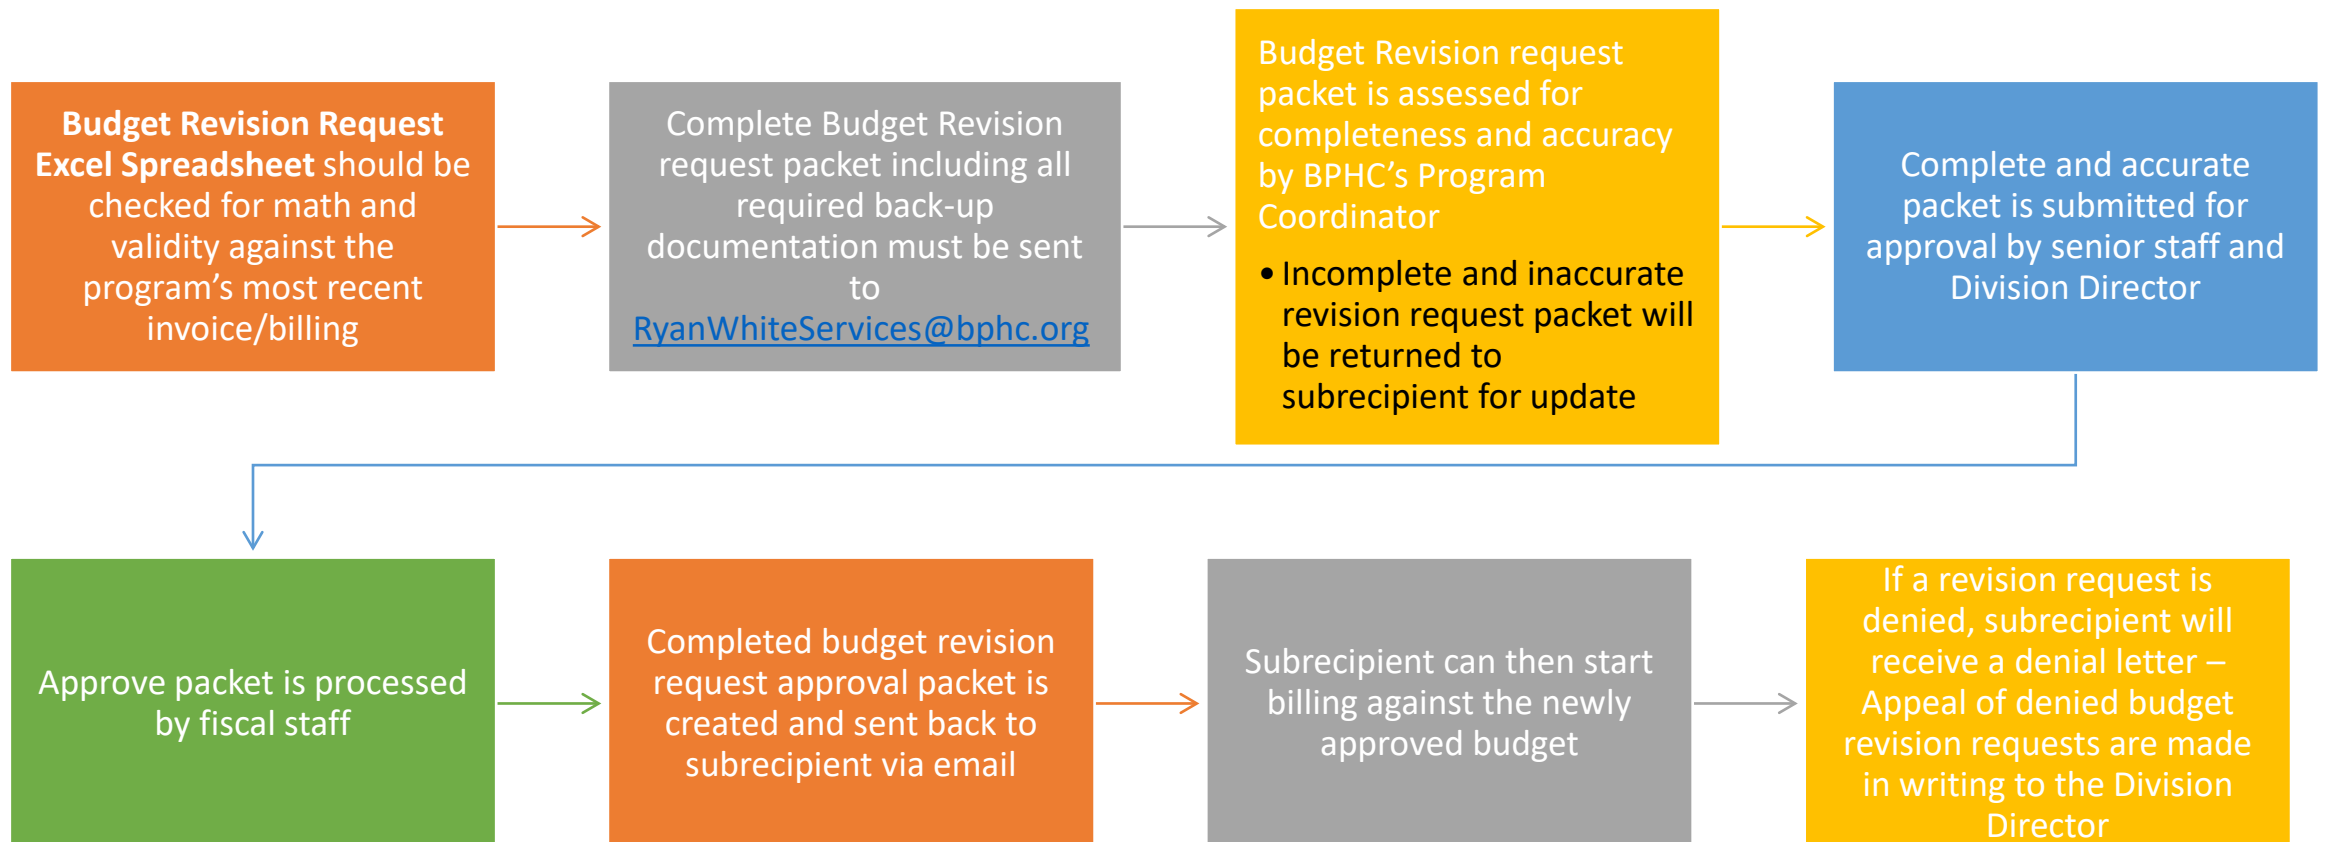 Budget Revision Request
Excel Spreadsheet should be
checked for math and
validity against the
program’s most recent
invoice/billing
Complete Budget Revision
request packet including all
required back-up
documentation must be sent
to
RyanWhiteServices@bphc.org
Budget Revision request
packet is assessed for
completeness and accuracy
by BPHC’s Program
Coordinator
• Incomplete and inaccurate
revision request packet will
be returned to
subrecipient for update
Complete and accurate
packet is submitted for
approval by senior staff and
Division Director
Approve packet is processed
by fiscal staff
Completed budget revision
request approval packet is
created and sent back to
subrecipient via email
Subrecipient can then start
billing against the newly
approved budget
If a revision request is
denied, subrecipient will
receive a denial letter –
Appeal of denied budget
revision requests are made
in writing to the Division
Director